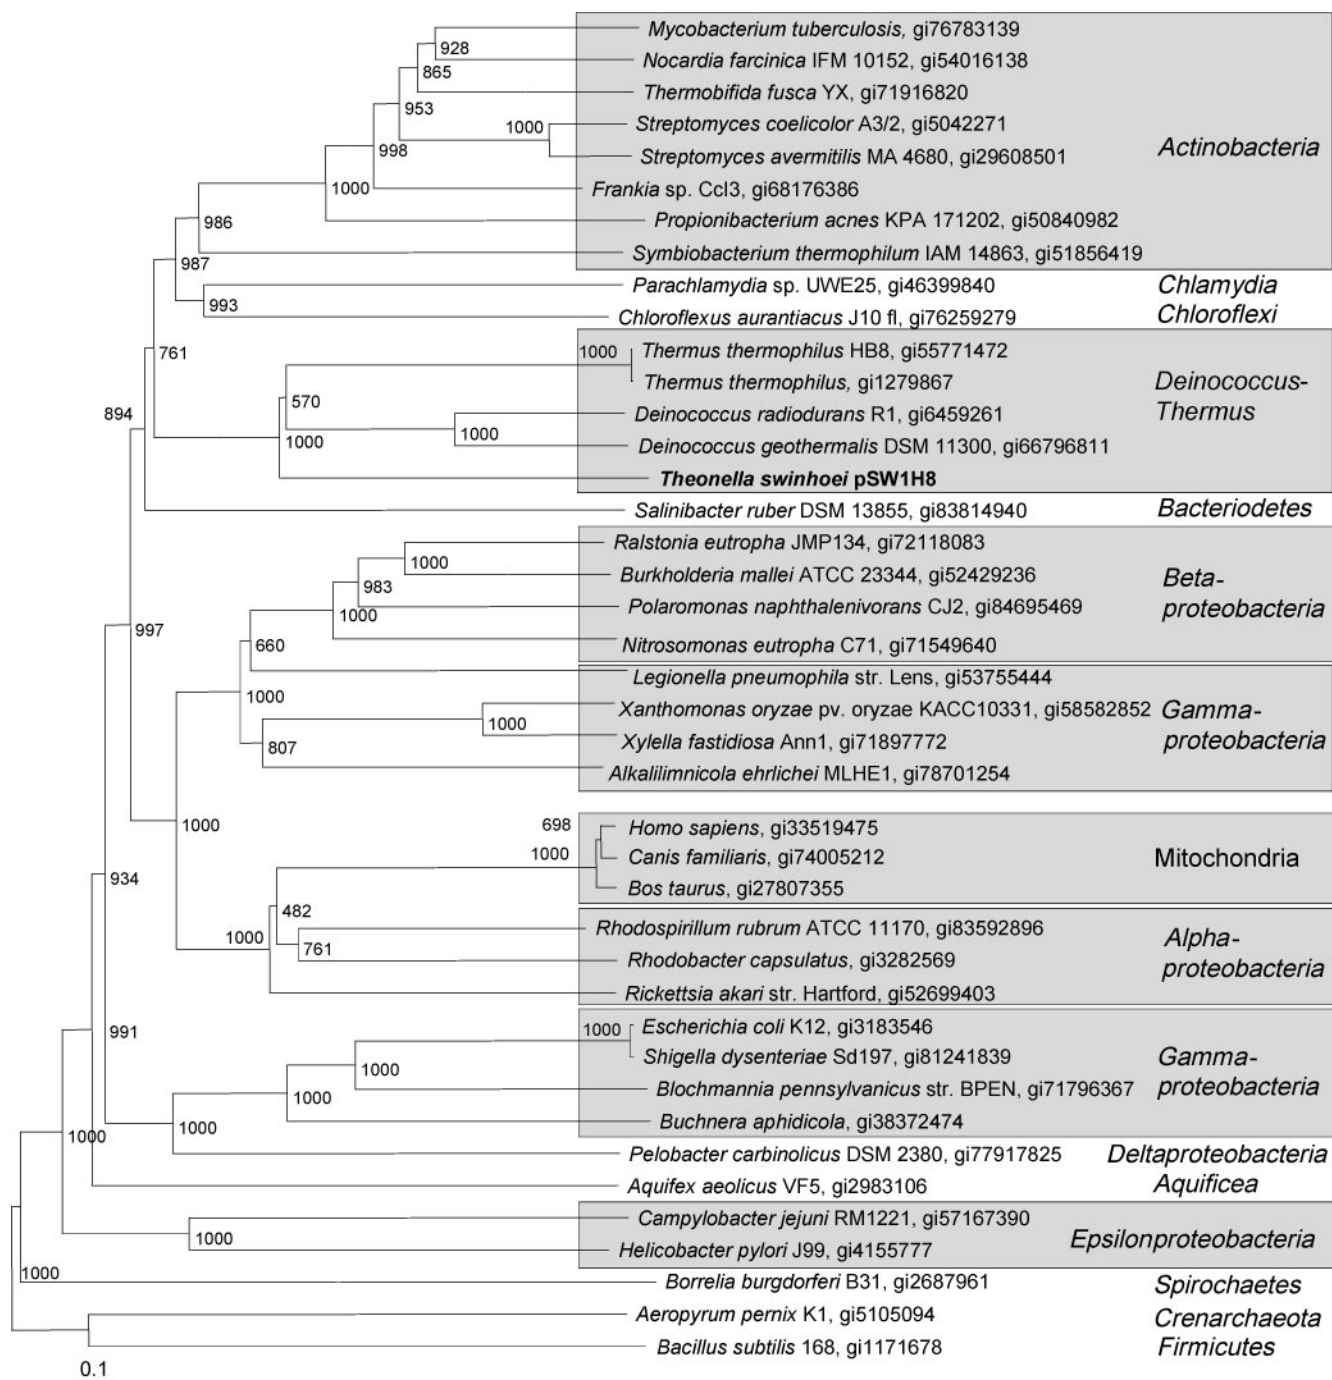 Mycobacterium tuberculosis, gi76783139
928
Nocardia farcinica IFM 10152, gi54016138
865
Thermobifida fusca YX, gi71916820
953
1000
Streptomyces coelicolor A3/2, gi5042271
998
Streptomyces avermitilis MA 4680, gi29608501
Actinobacteria
1000
Frankia sp. CcI3, gi68176386
986
Propionibacterium acnes KPA 171202, gi50840982
987
Symbiobacterium thermophilum IAM 14863, gi51856419
Parachlamydia sp. UWE25, gi46399840
Chlamydia
993
Chloroflexus aurantiacus J10 fl, gi76259279
Chloroflexi
761
1000
Thermus thermophilus HB8, gi55771472
Thermus thermophilus, gi1279867
Deinococcus-
Thermus
570
894
Deinococcus radiodurans R1, gi6459261
1000
1000
Deinococcus geothermalis DSM 11300, gi66796811
Theonella swinhoei pSW1H8
Salinibacter ruber DSM 13855, gi83814940
Bacteriodetes
Ralstonia eutropha JMP134, gi72118083
1000
Burkholderia mallei ATCC 23344, gi52429236
Beta-
proteobacteria
983
Polaromonas naphthalenivorans CJ2, gi84695469
1000
997
660
Nitrosomonas eutropha C71, gi71549640
Legionella pneumophila str. Lens, gi53755444
1000
Xanthomonas oryzae pv. oryzae KACC10331, gi58582852
Gamma-
proteobacteria
1000
Xylella fastidiosa Ann1, gi71897772
807
Alkalilimnicola ehrlichei MLHE1, gi78701254
1000
698
Homo sapiens, gi33519475
1000
Canis familiaris, gi74005212
Mitochondria
934
Bos taurus, gi27807355
482
Rhodospirillum rubrum ATCC 11170, gi83592896
Alpha-
proteobacteria
1000
761
Rhodobacter capsulatus, gi3282569
Rickettsia akari str. Hartford, gi52699403
991
1000
Escherichia coli K12, gi3183546
Shigella dysenteriae Sd197, gi81241839
Gamma-
proteobacteria
1000
Blochmannia pennsylvanicus str. BPEN, gi71796367
1000
Buchnera aphidicola, gi38372474
1000
1000
Pelobacter carbinolicus DSM 2380, gi77917825
Deltaproteobacteria
Aquifex aeolicus VF5, gi2983106
Aquificea
Campylobacter jejuni RM1221, gi57167390
1000
Helicobacter pylori J99, gi4155777
Epsilonproteobacteria
1000
Borrelia burgdorferi B31, gi2687961
Spirochaetes
Aeropyrum pernix K1, gi5105094
Crenarchaeota
Bacillus subtilis 168, gi1171678
Firmicutes
0.1